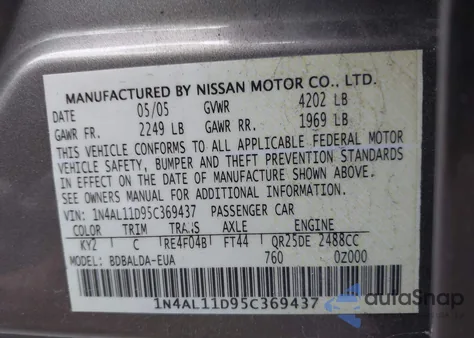 MANUFACTURED BY NISSAN MOTOR CO., LTD.
DATE 05/05 GVWR 4202 LB
GAWR FR. 2249 LB GAWR RR. 1969 LB
THIS VEHICLE CONFORMS TO ALL APPLICABLE FEDERAL MOTOR
VEHICLE SAFETY, BUMPER AND THEFT PREVENTION STANDARDS
IN EFFECT ON THE DATE OF MANUFACTURE SHOWN ABOVE.
SEE OWNERS MANUAL FOR ADDITIONAL INFORMATION.
VIN: 1N4AL11D95C369437 PASSENGER CAR
COLOR TRIM TRANS AXLE ENGINE
KY2 C RE4F04B FT44 QR25DE 2488CC
MODEL: BDBALDA-EUA 760 0Z000
1N4AL11D95C369437
autoSnap